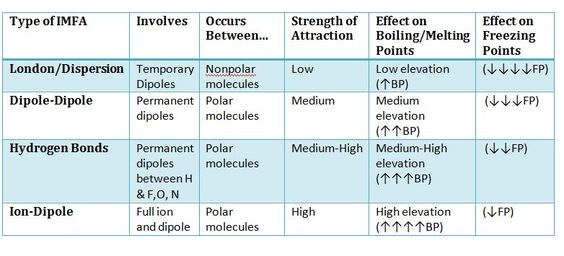 Type of IMFA Involves Occurs Between... Strength of Attraction Effect on Boiling/Melting Points Effect on Freezing Points
London/Dispersion Temporary Dipoles Nonpolar molecules Low Low elevation (↑BP) (↓↓↓↓FP)
Dipole-Dipole Permanent dipoles Polar molecules Medium Medium elevation (↑↑BP) (↓↓↓FP)
Hydrogen Bonds Permanent dipoles between H & F,O, N Polar molecules Medium-High Medium-High elevation (↑↑↑BP) (↓↓FP)
Ion-Dipole Full ion and dipole Polar molecules High High elevation (↑↑↑↑BP) (↓FP)